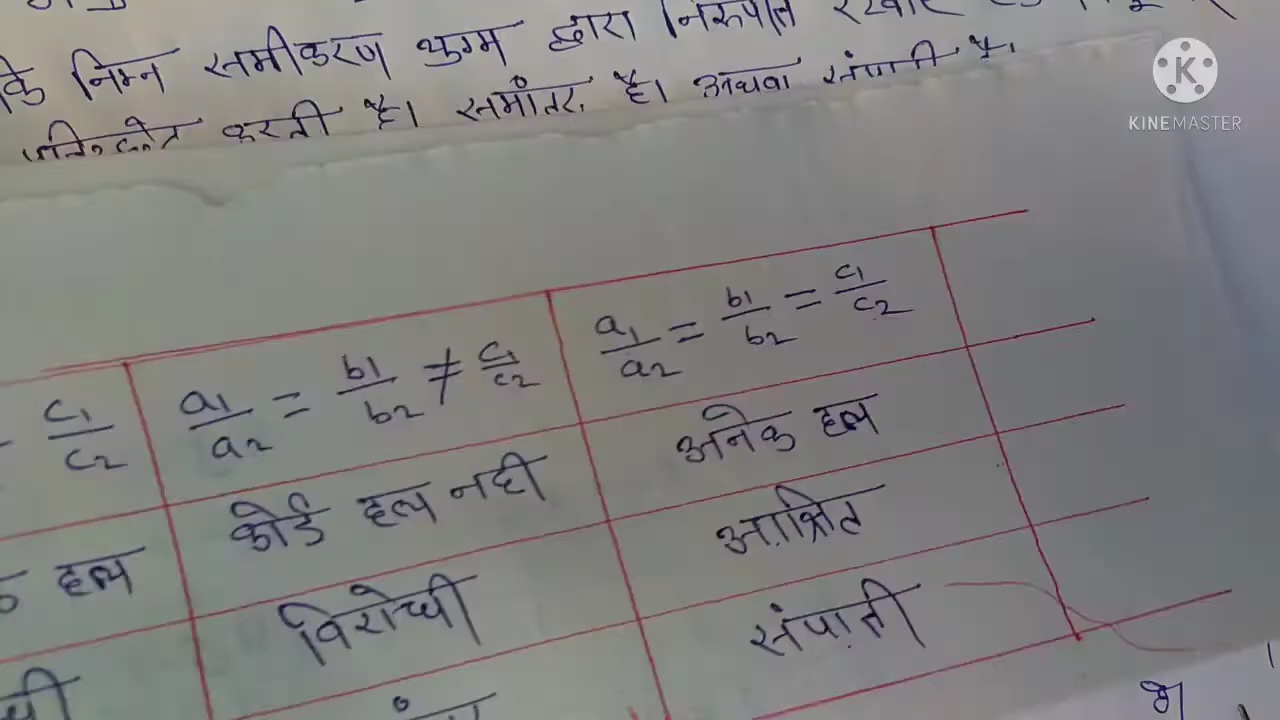 के निम्न समीकरण युग्म द्वारा निरूपित
करती है। समांतर है। अथवा संपाती है।
KINEMASTER
c1/c2
a1/a2 = b1/b2 ≠ c1/c2
a1/a2 = b1/b2 = c1/c2
हल
कोई हल नही
अनेक हल
विरोधी
आश्रित
संपाती